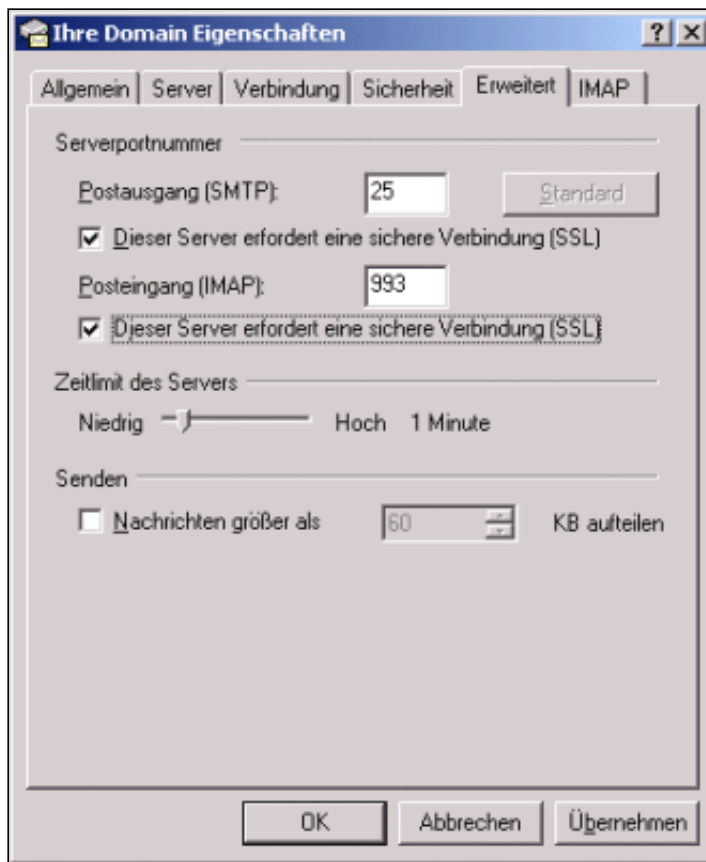 Ihre Domain Eigenschaften
Allgemein Server Verbindung Sicherheit Erweitert IMAP
Serverportnummer
Postausgang (SMTP): 25 Standard
Dieser Server erfordert eine sichere Verbindung (SSL)
Posteingang (IMAP): 993
Dieser Server erfordert eine sichere Verbindung (SSL)
Zeitlimit des Servers
Niedrig Hoch 1 Minute
Senden
Nachrichten größer als 60 KB aufteilen
OK Abbrechen Übernehmen